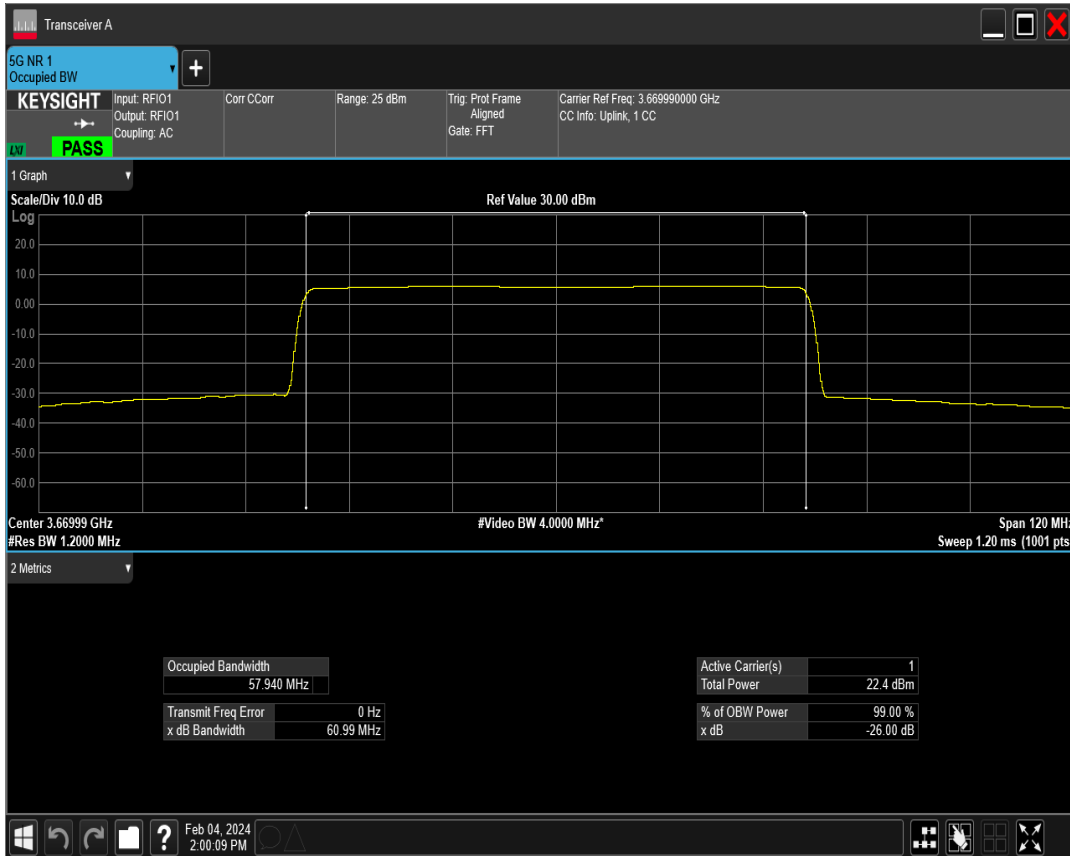 Transceiver A
5G NR 1
Occupied BW
+
KEYSIGHT
LXI
PASS
Input: RFIO1
Output: RFIO1
Coupling: AC
Corr CCorr
Range: 25 dBm
Trig: Prot Frame
Aligned
Gate: FFT
Carrier Ref Freq: 3.669990000 GHz
CC Info: Uplink, 1 CC
1 Graph
Scale/Div 10.0 dB
Ref Value 30.00 dBm
Log
20.0
10.0
0.00
-10.0
-20.0
-30.0
-40.0
-50.0
-60.0
Center 3.66999 GHz
#Video BW 4.0000 MHz*
Span 120 MHz
#Res BW 1.2000 MHz
Sweep 1.20 ms (1001 pts
2 Metrics
Occupied Bandwidth
57.940 MHz
Transmit Freq Error 0 Hz
x dB Bandwidth 60.99 MHz
Active Carrier(s) 1
Total Power 22.4 dBm
% of OBW Power 99.00 %
x dB -26.00 dB
?
Feb 04, 2024
2:00:09 PM